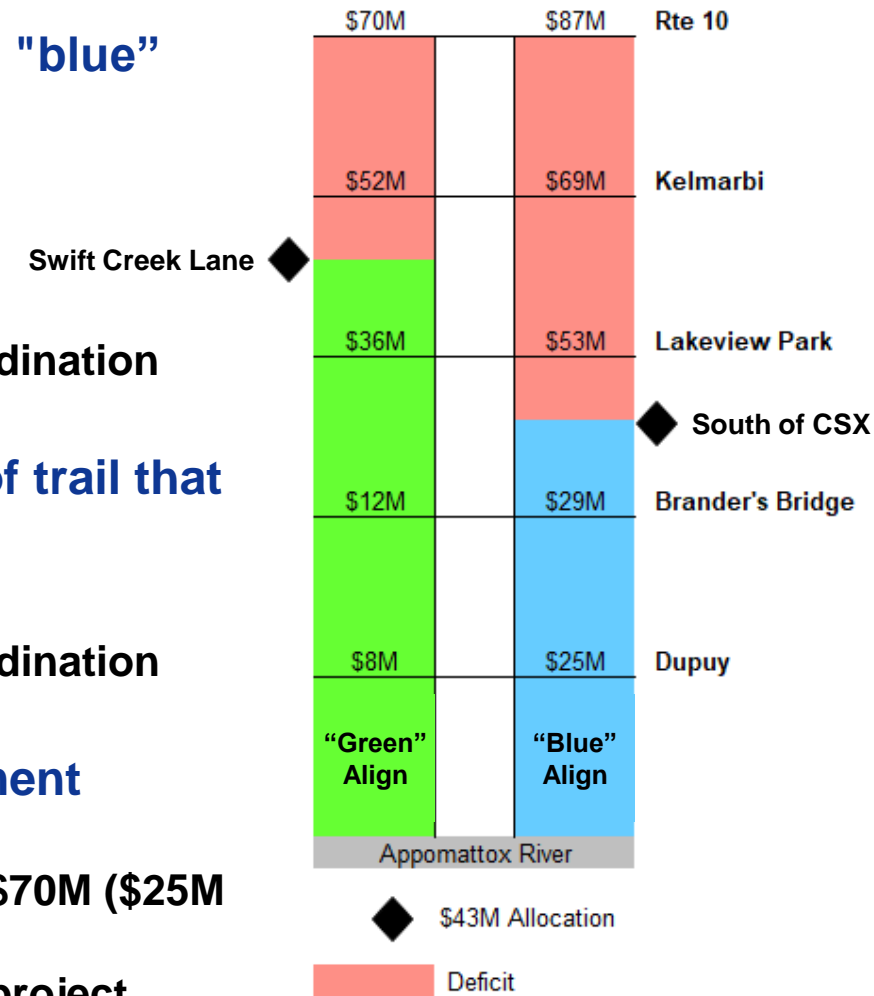 "blue”
dination
of trail that
dination
ment
$70M ($25M
project
$70M $87M Rte 10
$52M $69M Kelmarbi
Swift Creek Lane
$36M $53M Lakeview Park
South of CSX
$12M $29M Brander's Bridge
$8M $25M Dupuy
“Green” “Blue”
Align Align
Appomattox River
$43M Allocation
Deficit